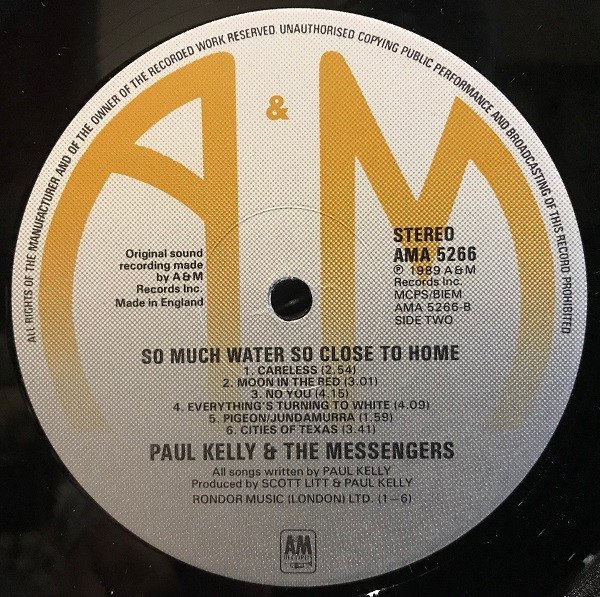 ALL RIGHTS OF THE MANUFACTURER AND OF THE OWNER OF THE RECORDED WORK RESERVED. UNAUTHORISED COPYING PUBLIC PERFORMANCE AND BROADCASTING OF THIS RECORD PROHIBITED
A & M
Original sound
recording made
by A & M
Records Inc.
Made in England
STEREO
AMA 5266
℗ 1989 A & M
Records Inc.
MCPS/BIEM
AMA 5266-B
SIDE TWO
SO MUCH WATER SO CLOSE TO HOME
1. CARELESS (2.54)
2. MOON IN THE RED (3.01)
3. NO YOU (4.15)
4. EVERYTHING'S TURNING TO WHITE (4.09)
5. PIGEON/JUNDAMURRA (1.59)
6. CITIES OF TEXAS (3.41)
PAUL KELLY & THE MESSENGERS
All songs written by PAUL KELLY
Produced by SCOTT LITT & PAUL KELLY
RONDOR MUSIC (LONDON) LTD. (1—6)
AM
RECORDS